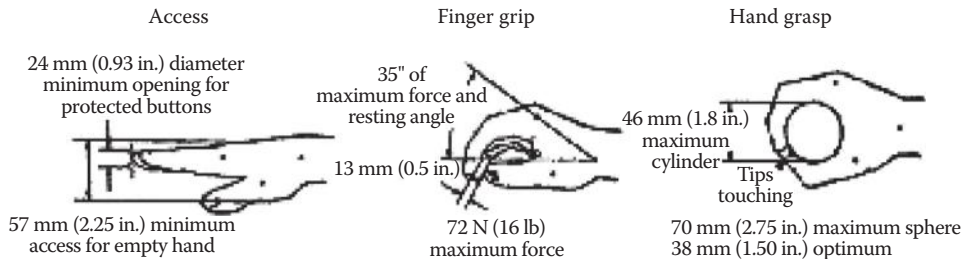 Access
24 mm (0.93 in.) diameter
minimum opening for
protected buttons
57 mm (2.25 in.) minimum
access for empty hand
Finger grip
35" of
maximum force and
resting angle
13 mm (0.5 in.)
72 N (16 lb)
maximum force
Hand grasp
46 mm (1.8 in.)
maximum
cylinder
Tips
touching
70 mm (2.75 in.) maximum sphere
38 mm (1.50 in.) optimum